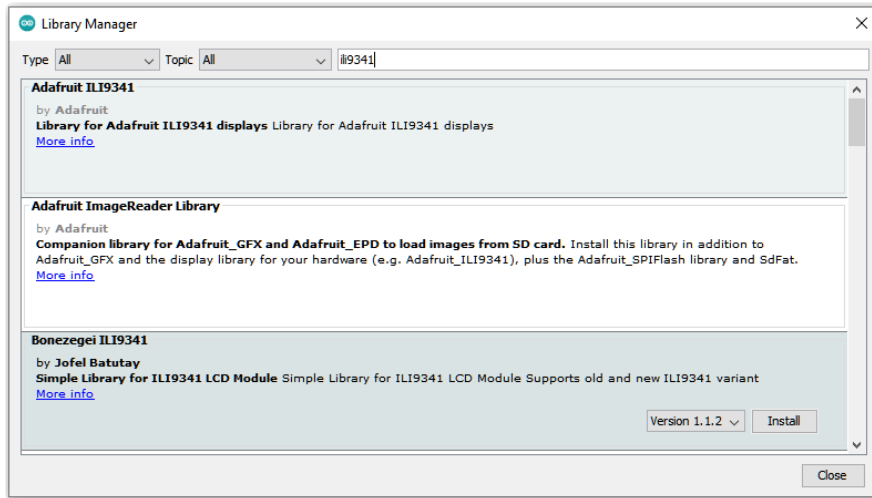 Library Manager
Type All Topic All ili9341
Adafruit ILI9341
by Adafruit
Library for Adafruit ILI9341 displays Library for Adafruit ILI9341 displays
More info
Adafruit ImageReader Library
by Adafruit
Companion library for Adafruit_GFX and Adafruit_EPD to load images from SD card. Install this library in addition to
Adafruit_GFX and the display library for your hardware (e.g. Adafruit_ILI9341), plus the Adafruit_SPIFlash library and SdFat.
More info
Bonezegei ILI9341
by Jofel Batutay
Simple Library for ILI9341 LCD Module Simple Library for ILI9341 LCD Module Supports old and new ILI9341 variant
More info
Version 1.1.2 Install
Close